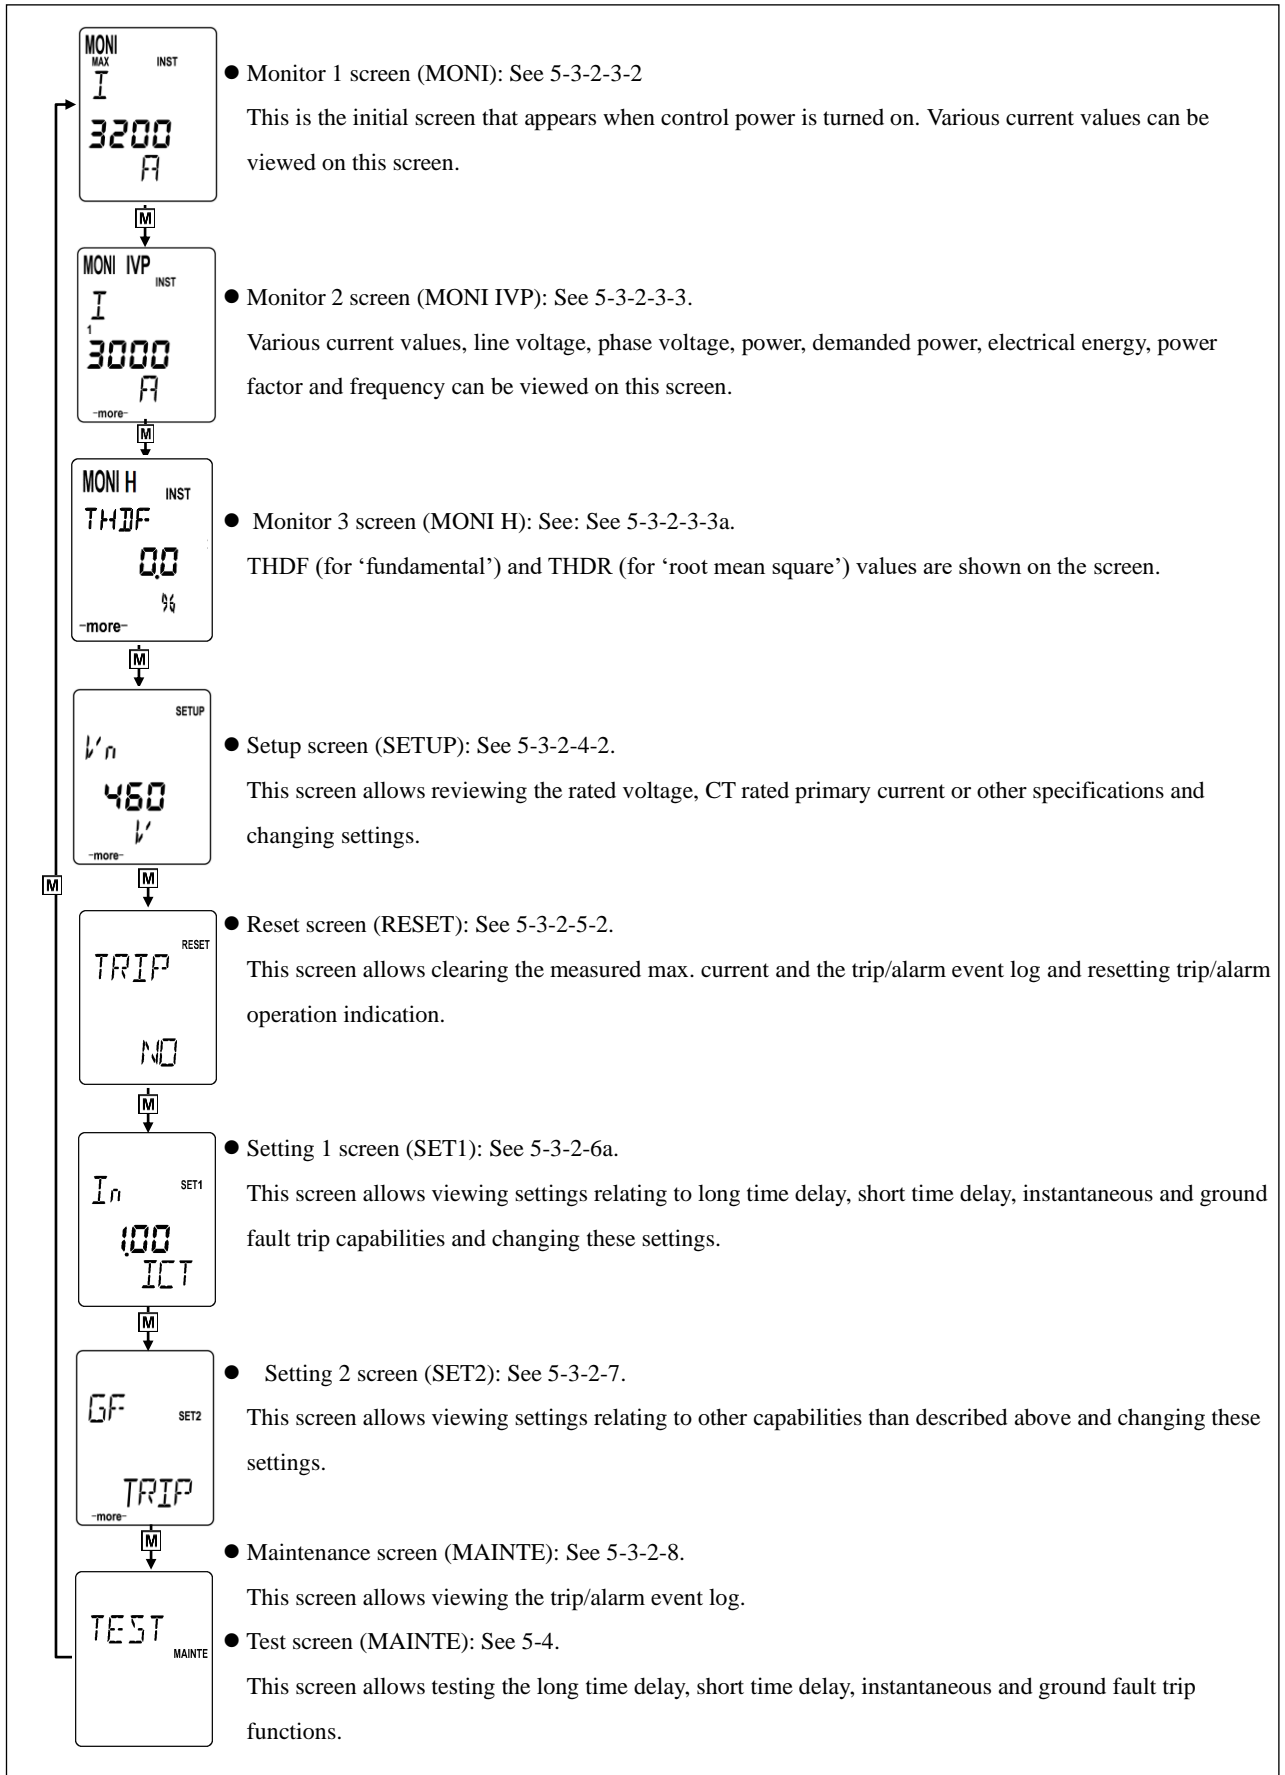 MONI
MAX INST
I
3200
A
● Monitor 1 screen (MONI): See 5-3-2-3-2
This is the initial screen that appears when control power is turned on. Various current values can be
viewed on this screen.
M
MONI IVP
INST
I
1
3000
A
-more-
● Monitor 2 screen (MONI IVP): See 5-3-2-3-3.
Various current values, line voltage, phase voltage, power, demanded power, electrical energy, power
factor and frequency can be viewed on this screen.
M
MONI H
INST
THDF
0.0
%
-more-
● Monitor 3 screen (MONI H): See: See 5-3-2-3-3a.
THDF (for ‘fundamental’) and THDR (for ‘root mean square’) values are shown on the screen.
M
SETUP
Vn
460
V
-more-
● Setup screen (SETUP): See 5-3-2-4-2.
This screen allows reviewing the rated voltage, CT rated primary current or other specifications and
changing settings.
M
M
RESET
TRIP
NO
● Reset screen (RESET): See 5-3-2-5-2.
This screen allows clearing the measured max. current and the trip/alarm event log and resetting trip/alarm
operation indication.
M
In SET1
1.00
ICT
● Setting 1 screen (SET1): See 5-3-2-6a.
This screen allows viewing settings relating to long time delay, short time delay, instantaneous and ground
fault trip capabilities and changing these settings.
M
GF SET2
TRIP
-more-
● Setting 2 screen (SET2): See 5-3-2-7.
This screen allows viewing settings relating to other capabilities than described above and changing these
settings.
M
TEST
MAINTE
● Maintenance screen (MAINTE): See 5-3-2-8.
This screen allows viewing the trip/alarm event log.
● Test screen (MAINTE): See 5-4.
This screen allows testing the long time delay, short time delay, instantaneous and ground fault trip
functions.